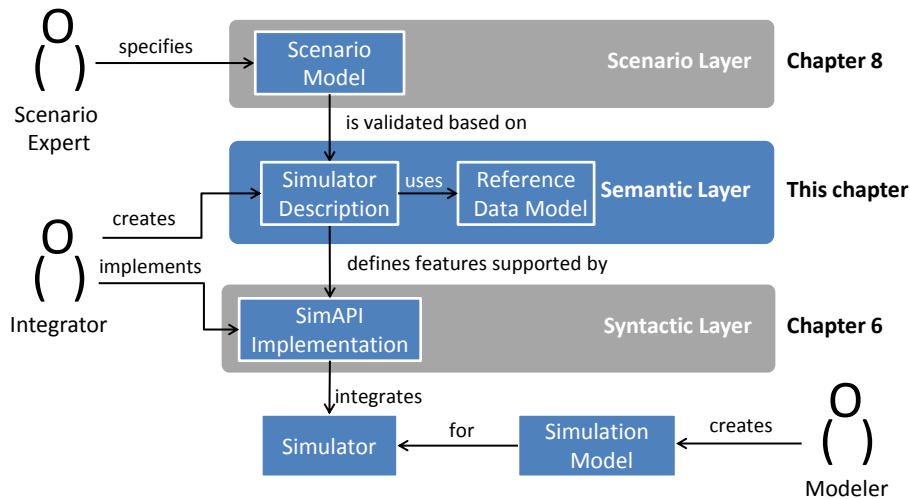 specifies
Scenario
Model
Scenario Layer
Chapter 8
Scenario
Expert
is validated based on
Simulator
Description
uses
Reference
Data Model
Semantic Layer
This chapter
creates
implements
Integrator
defines features supported by
SimAPI
Implementation
Syntactic Layer
Chapter 6
integrates
Simulator
for
Simulation
Model
creates
Modeler